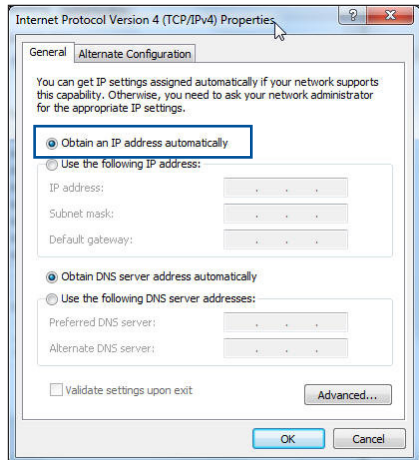 Internet Protocol Version 4 (TCP/IPv4) Properties
General
Alternate Configuration
You can get IP settings assigned automatically if your network supports
this capability. Otherwise, you need to ask your network administrator
for the appropriate IP settings.
Obtain an IP address automatically
Use the following IP address:
IP address:
Subnet mask:
Default gateway:
Obtain DNS server address automatically
Use the following DNS server addresses:
Preferred DNS server:
Alternate DNS server:
Validate settings upon exit
Advanced...
OK
Cancel